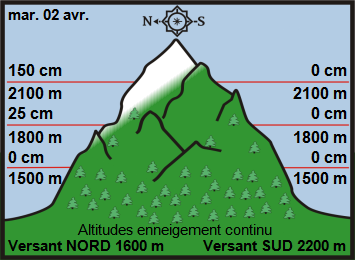 mar. 02 avr.
N S
150 cm 0 cm
2100 m 2100 m
25 cm 0 cm
1800 m 1800 m
0 cm 0 cm
1500 m 1500 m
Altitudes enneigement continu
Versant NORD 1600 m Versant SUD 2200 m